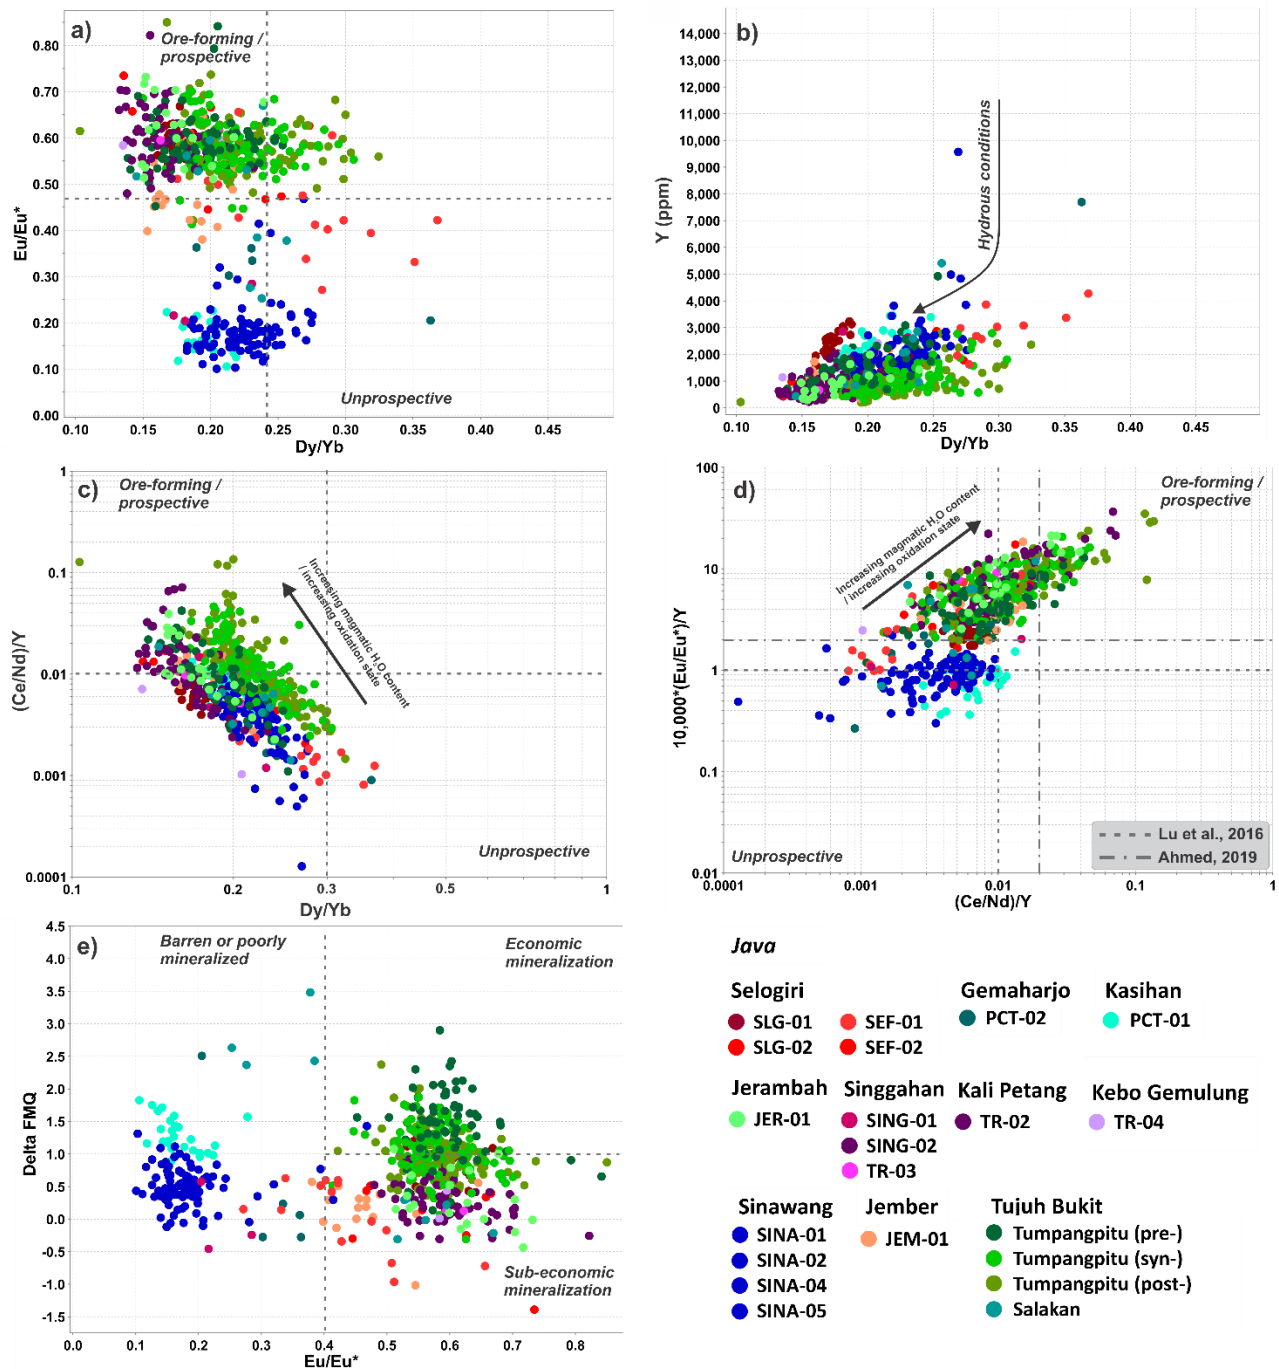 a)
Ore-forming /
prospective
0.80
0.70
0.60
0.50
0.40
0.30
0.20
0.10
0.00
Eu/Eu*
Unprospective
0.10
0.15
0.20
0.25
0.30
0.35
0.40
0.45
Dy/Yb
b)
14,000
13,000
12,000
11,000
10,000
9,000
8,000
7,000
6,000
5,000
4,000
3,000
2,000
1,000
0
Y (ppm)
Hydrous conditions
0.10
0.15
0.20
0.25
0.30
0.35
0.40
0.45
Dy/Yb
c)
Ore-forming /
prospective
1
0.1
0.01
0.001
0.0001
(Ce/Nd)/Y
Increasing magmatic H2O content
/ increasing oxidation state
Unprospective
0.1
0.2
0.3
0.5
1
Dy/Yb
d)
Ore-forming /
prospective
100
10
1
0.1
0.01
10,000*(Eu/Eu*)/Y
Increasing magmatic H2O content
/ increasing oxidation state
Lu et al., 2016
Ahmed, 2019
Unprospective
0.0001
0.001
0.01
0.1
1
(Ce/Nd)/Y
e)
Barren or poorly
mineralized
Economic
mineralization
4.5
4.0
3.5
3.0
2.5
2.0
1.5
1.0
0.5
0.0
-0.5
-1.0
-1.5
Delta FMQ
Sub-economic
mineralization
0.0
0.1
0.2
0.3
0.4
0.5
0.6
0.7
0.8
Eu/Eu*
Java
Selogiri
SLG-01
SLG-02
SEF-01
SEF-02
Gemaharjo
PCT-02
Kasihan
PCT-01
Jerambah
JER-01
Singgahan
SING-01
SING-02
TR-03
Kali Petang
TR-02
Kebo Gemulung
TR-04
Sinawang
SINA-01
SINA-02
SINA-04
SINA-05
Jember
JEM-01
Tujuh Bukit
Tumpangpitu (pre-)
Tumpangpitu (syn-)
Tumpangpitu (post-)
Salakan